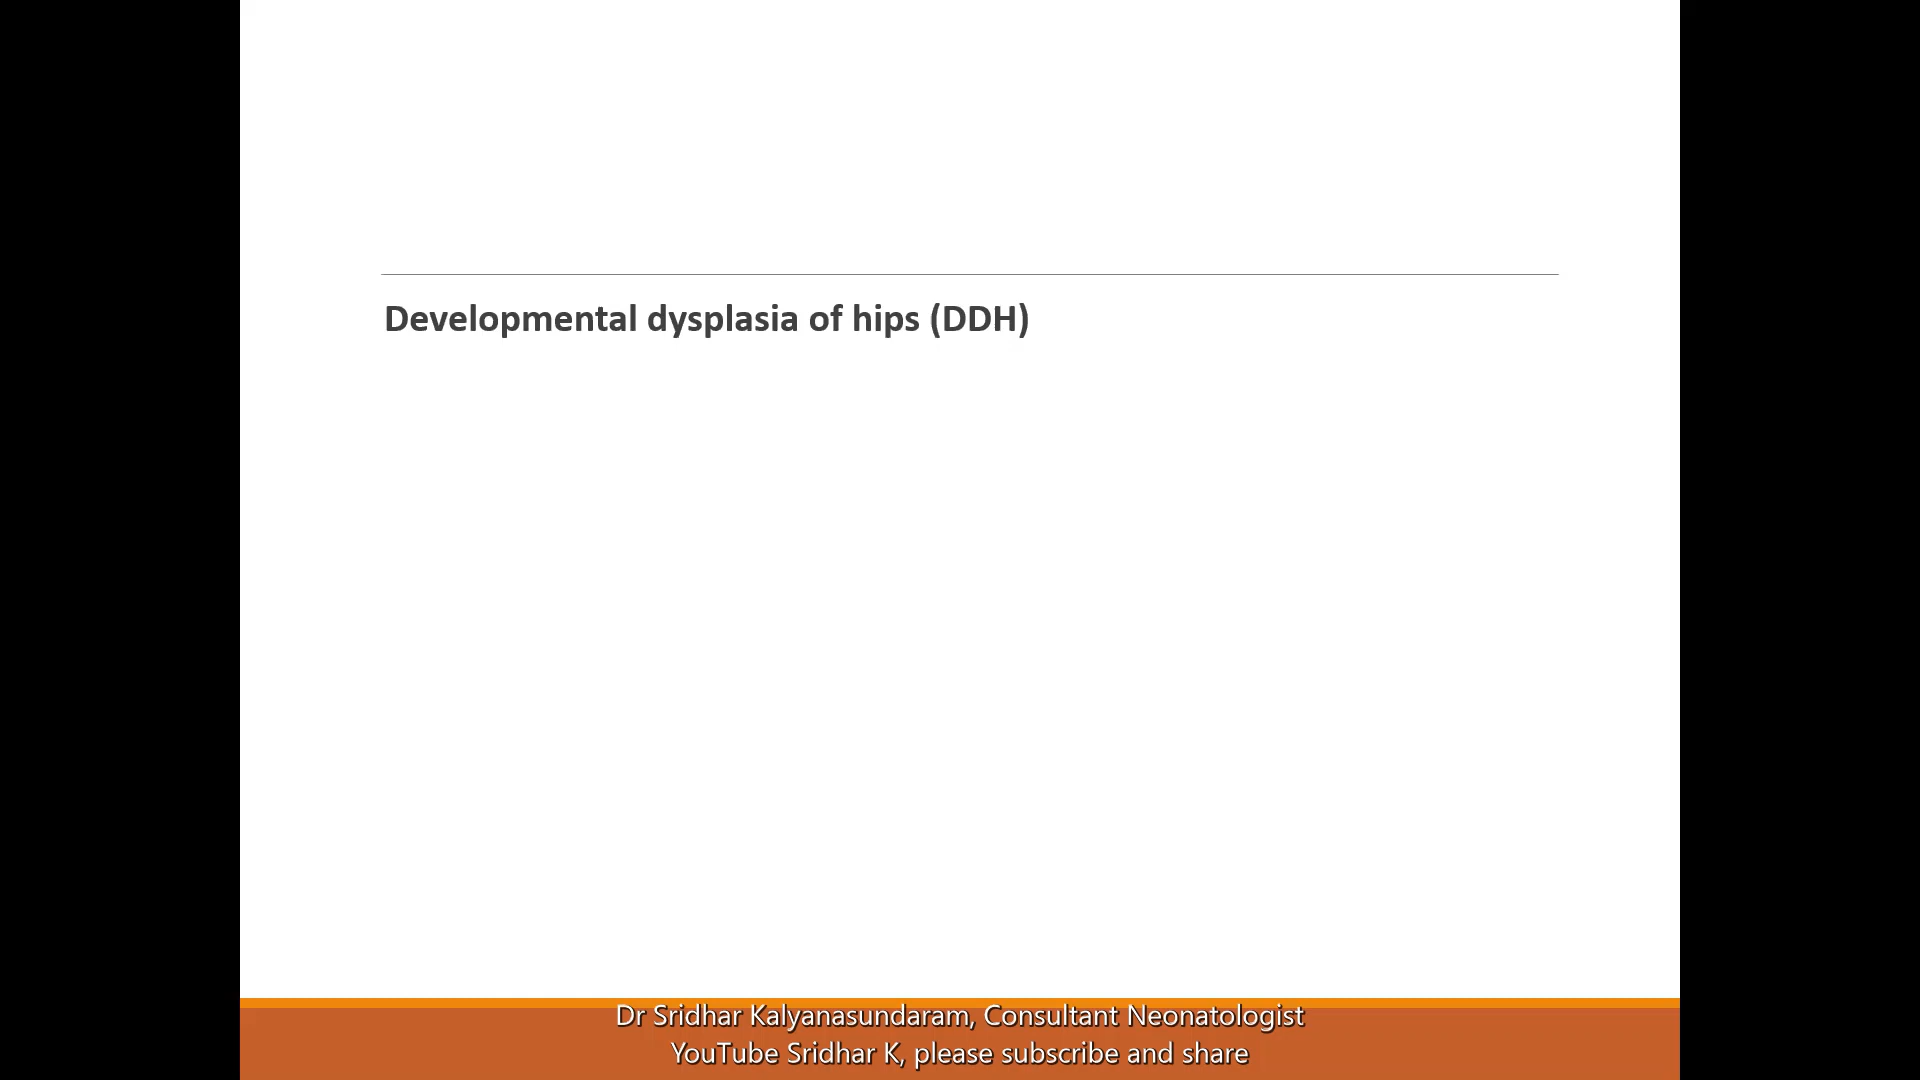 Developmental dysplasia of hips (DDH)
Dr Sridhar Kalyanasundaram, Consultant Neonatologist
YouTube Sridhar K, please subscribe and share